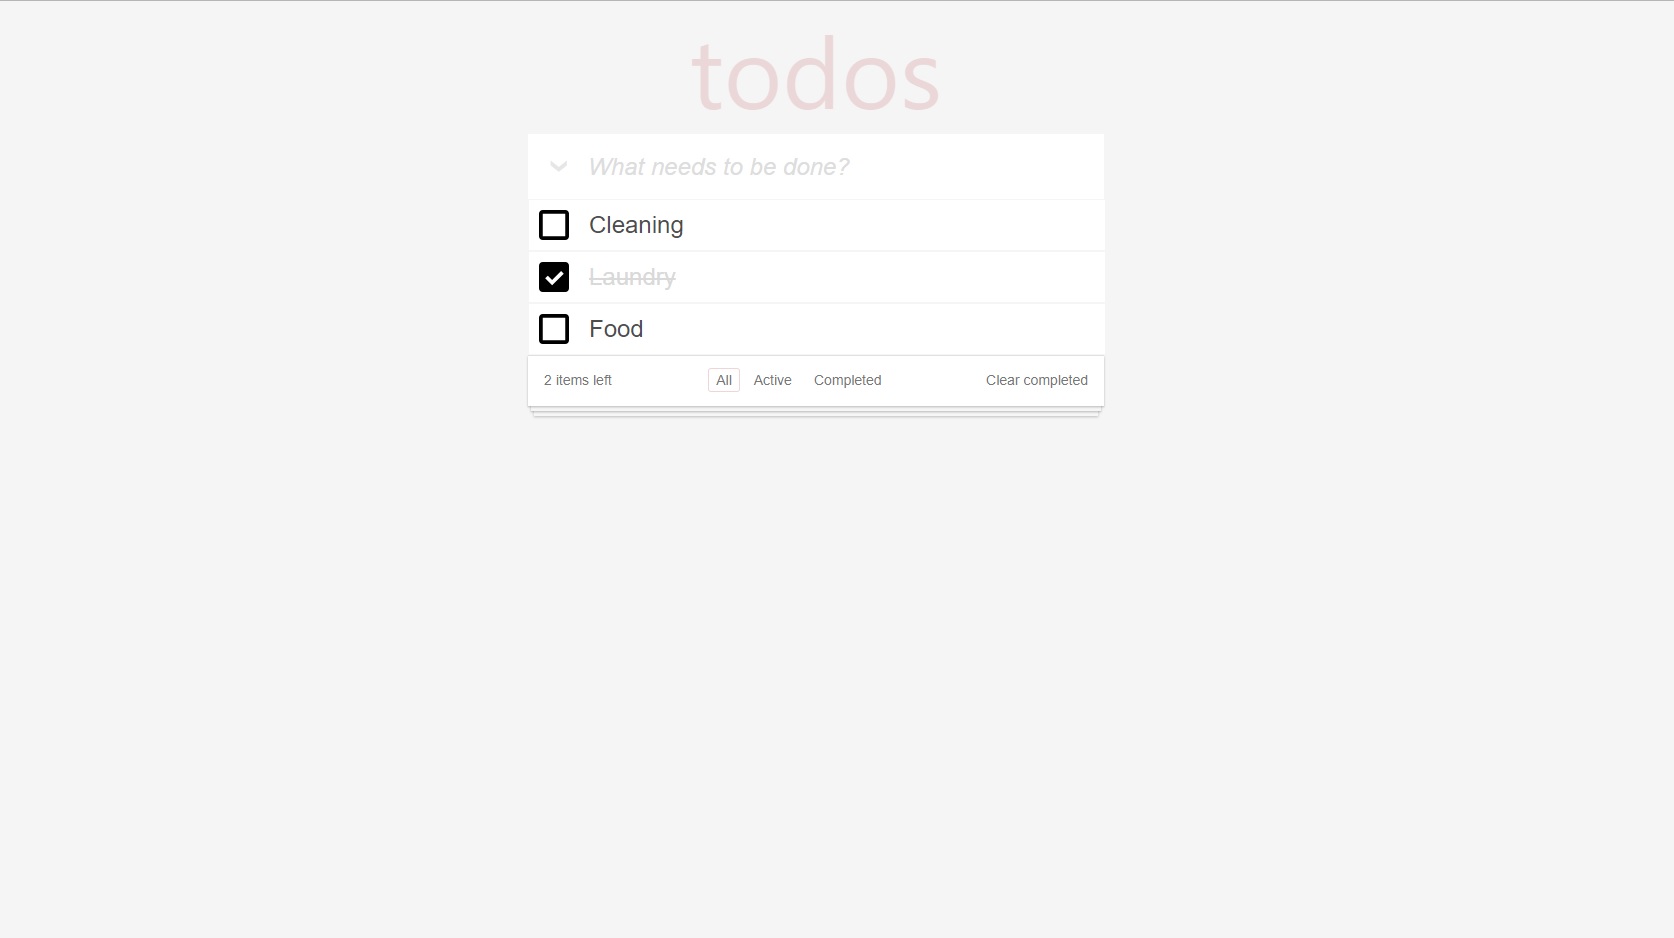 todos
What needs to be done?
Cleaning
Laundry
Food
2 items left All Active Completed Clear completed